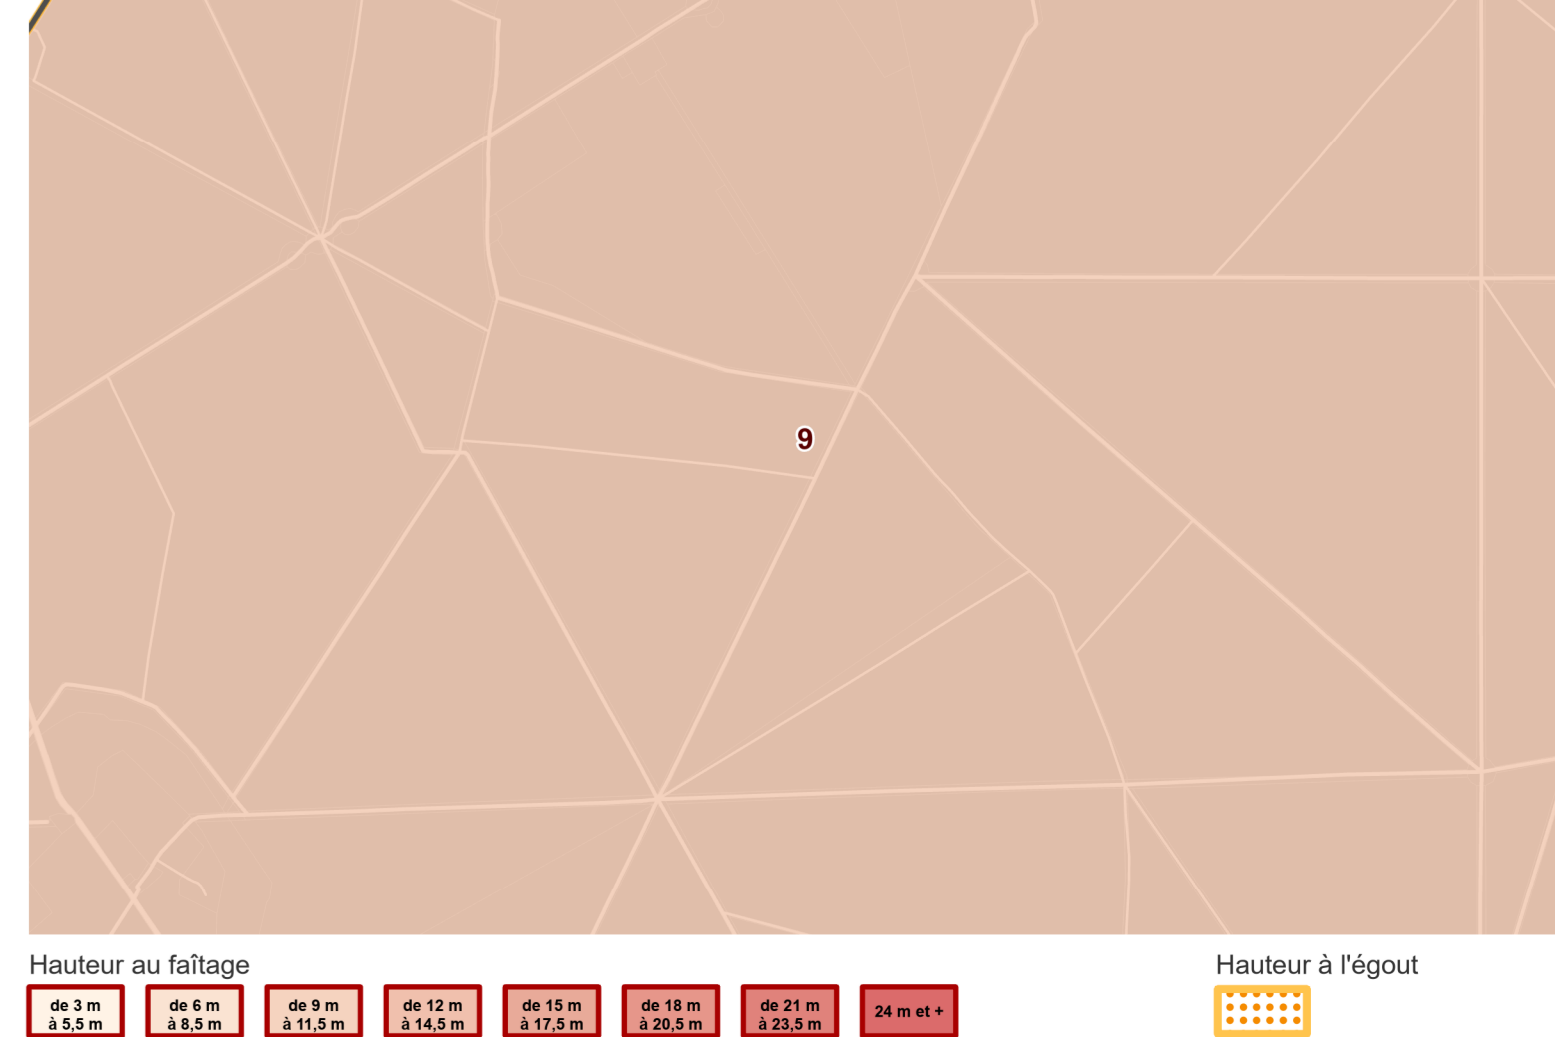 9
Hauteur au faîtage
Hauteur à l'égout
de 3 m
à 5,5 m
de 6 m
à 8,5 m
de 9 m
à 11,5 m
de 12 m
à 14,5 m
de 15 m
à 17,5 m
de 18 m
à 20,5 m
de 21 m
à 23,5 m
24 m et +